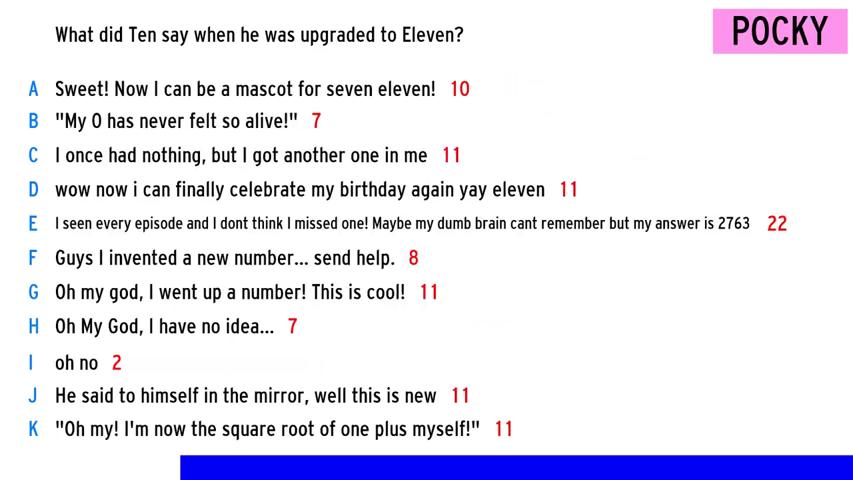 What did Ten say when he was upgraded to Eleven?
POCKY
A Sweet! Now I can be a mascot for seven eleven! 10
B "My 0 has never felt so alive!" 7
C I once had nothing, but I got another one in me 11
D wow now i can finally celebrate my birthday again yay eleven 11
E I seen every episode and I dont think I missed one! Maybe my dumb brain cant remember but my answer is 2763 22
F Guys I invented a new number... send help. 8
G Oh my god, I went up a number! This is cool! 11
H Oh My God, I have no idea... 7
I oh no 2
J He said to himself in the mirror, well this is new 11
K "Oh my! I'm now the square root of one plus myself!" 11